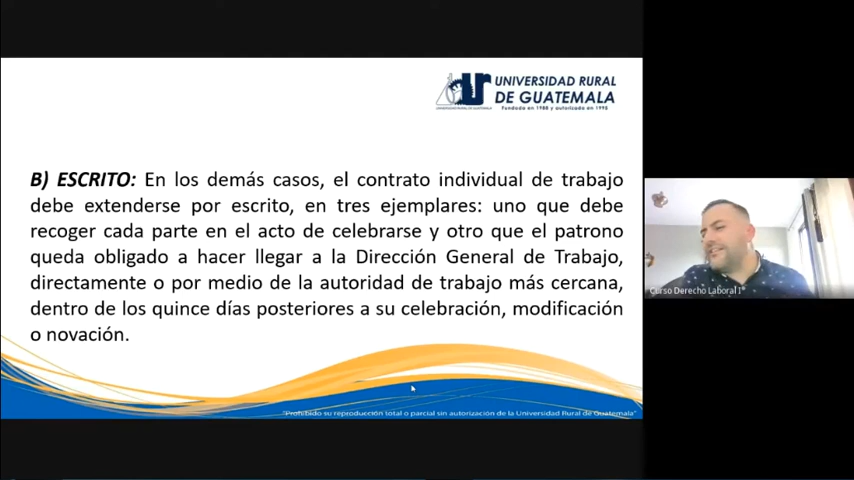 UNIVERSIDAD RURAL
DE GUATEMALA
Fundada en 1988 y autorizada en 1995
B) ESCRITO: En los demás casos, el contrato individual de trabajo
debe extenderse por escrito, en tres ejemplares: uno que debe
recoger cada parte en el acto de celebrarse y otro que el patrono
queda obligado a hacer llegar a la Dirección General de Trabajo,
directamente o por medio de la autoridad de trabajo más cercana,
dentro de los quince días posteriores a su celebración, modificación
o novación.
"Prohibido su reproducción total o parcial sin autorización de la Universidad Rural de Guatemala"
Curso Derecho Laboral I°